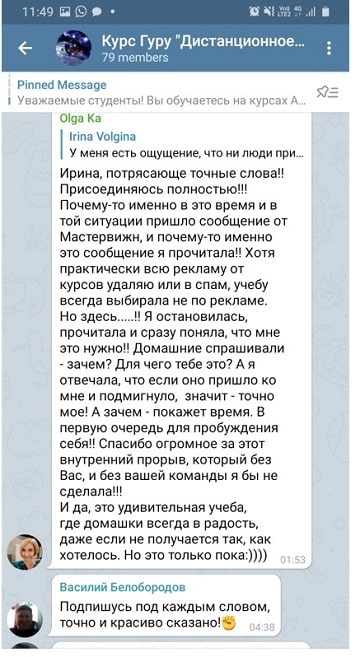 11:49
Vo)) 4G
LTE2
Курс Гуру "Дистанционное...
79 members
Pinned Message
Уважаемые студенты! Вы обучаетесь на курсах А...
Olga Ka
Irina Volgina
У меня есть ощущение, что ни люди при...
Ирина, потрясающе точные слова!!
Присоединяюсь полностью!!!
Почему-то именно в это время и в
той ситуации пришло сообщение от
Мастервижн, и почему-то именно
это сообщение я прочитала!! Хотя
практически всю рекламу от
курсов удаляю или в спам, учебу
всегда выбирала не по рекламе.
Но здесь.....!! Я остановилась,
прочитала и сразу поняла, что мне
это нужно!! Домашние спрашивали
- зачем? Для чего тебе это? А я
отвечала, что если оно пришло ко
мне и подмигнуло,  значит - точно
мое! А зачем - покажет время. В
первую очередь для пробуждения
себя!! Спасибо огромное за этот
внутренний прорыв, который без
Вас, и без вашей команды я бы не
сделала!!!
И да, это удивительная учеба,
где домашки всегда в радость,
даже если не получается так, как
хотелось. Но это только пока:))))
01:53
Василий Белобородов
Подпишусь под каждым словом,
точно и красиво сказано!✊ 04:38